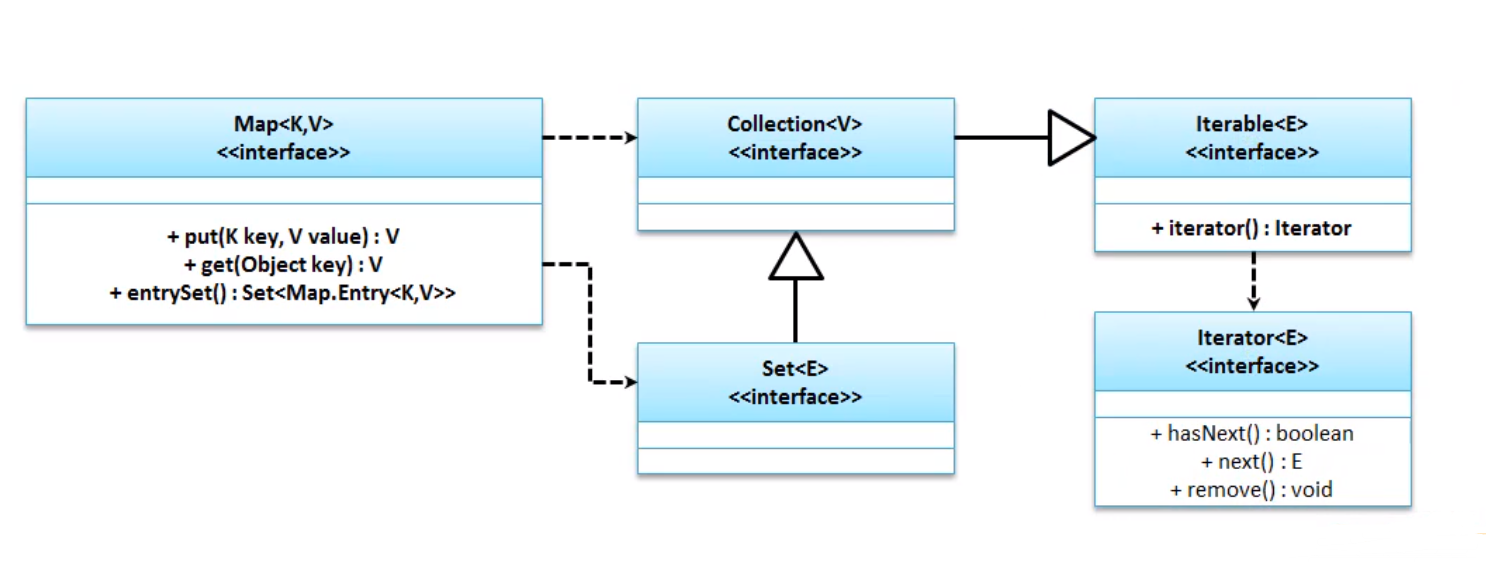 Map<K,V>
<<interface>>
+ put(K key, V value) : V
+ get(Object key) : V
+ entrySet() : Set<Map.Entry<K,V>>
Collection<V>
<<interface>>
Set<E>
<<interface>>
Iterable<E>
<<interface>>
+ iterator() : Iterator
Iterator<E>
<<interface>>
+ hasNext() : boolean
+ next() : E
+ remove() : void